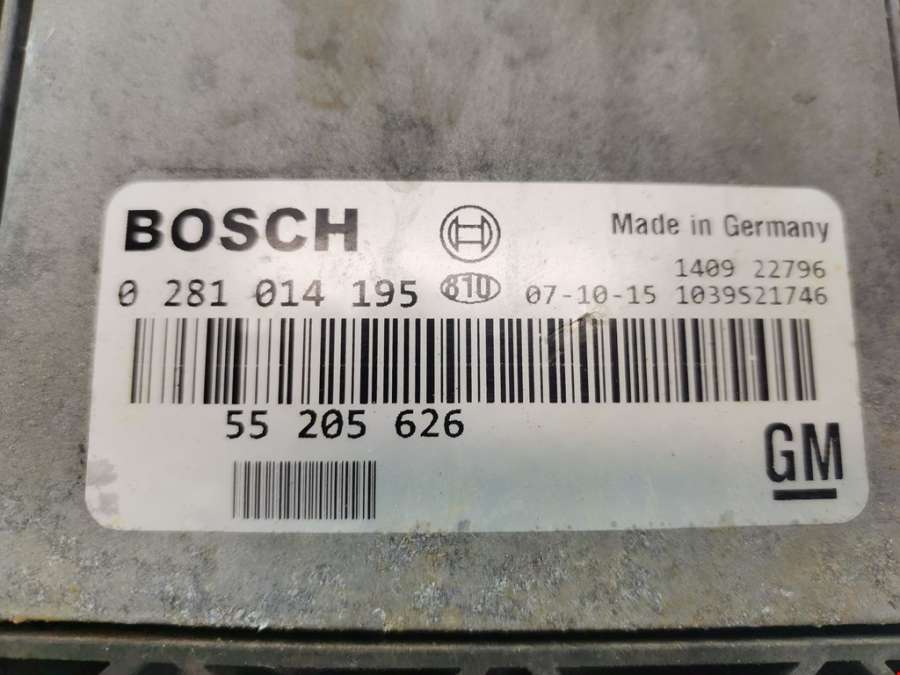 BOSCH
Made in Germany
1409 22796
0 281 014 195 810 07-10-15 1039S21746
55 205 626
GM